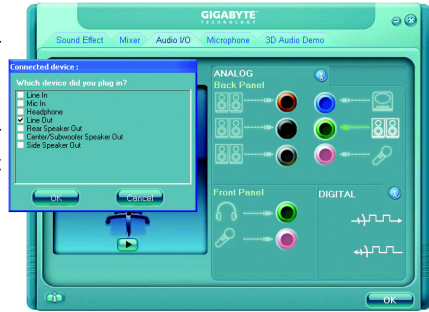 GIGABYTE™
TECHNOLOGY
Sound Effect Mixer Audio I/O Microphone 3D Audio Demo
Connected device :
Which device did you plug in?
Line In
Mic In
Headphone
Line Out
Rear Speaker Out
Center/Subwoofer Speaker Out
Side Speaker Out
OK Cancel
ANALOG
Back Panel
Front Panel
DIGITAL
OK